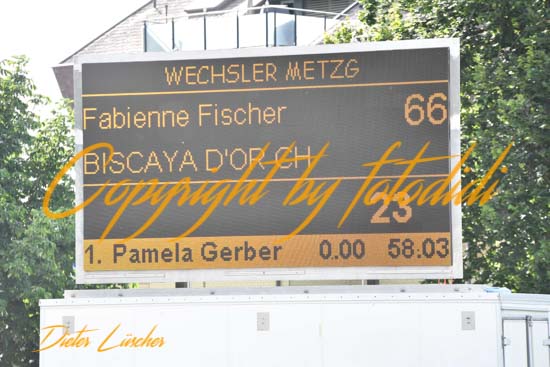 WECHSLER METZG
Fabienne Fischer 66
BISCAYA D'OR CH
Copyright by fotodidi
23
1. Pamela Gerber 0.00 58.03
Dieter Lüscher